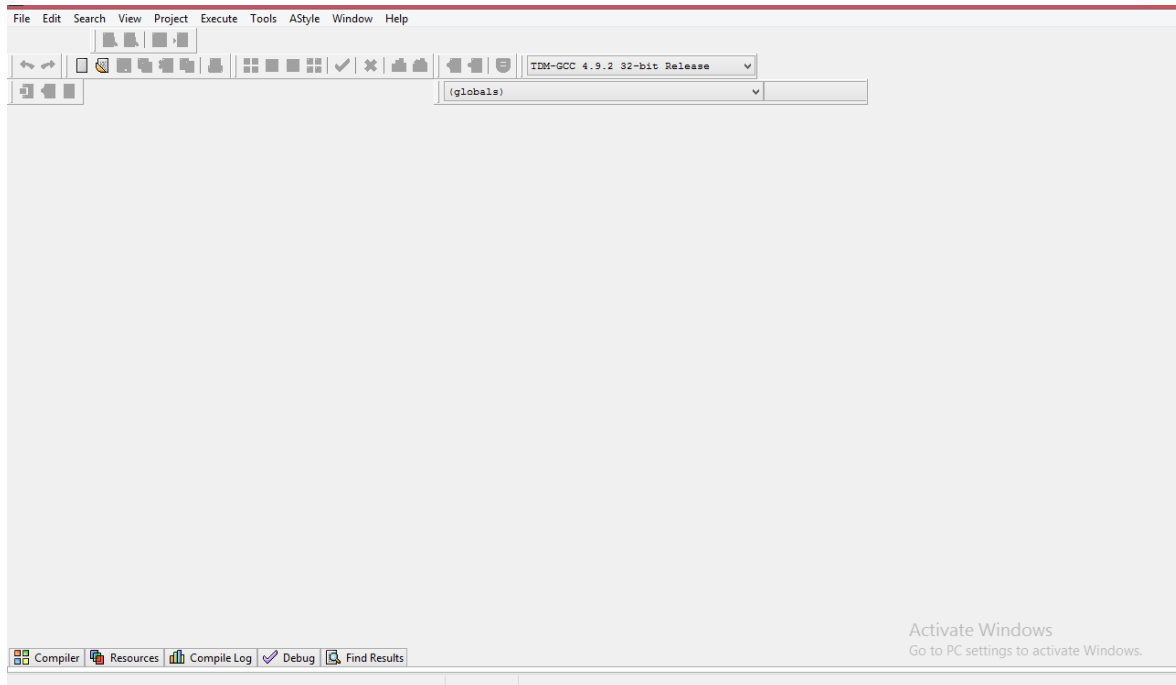 File Edit Search View Project Execute Tools AStyle Window Help
TDM-GCC 4.9.2 32-bit Release
(globals)
Activate Windows
Go to PC settings to activate Windows.
Compiler Resources Compile Log Debug Find Results